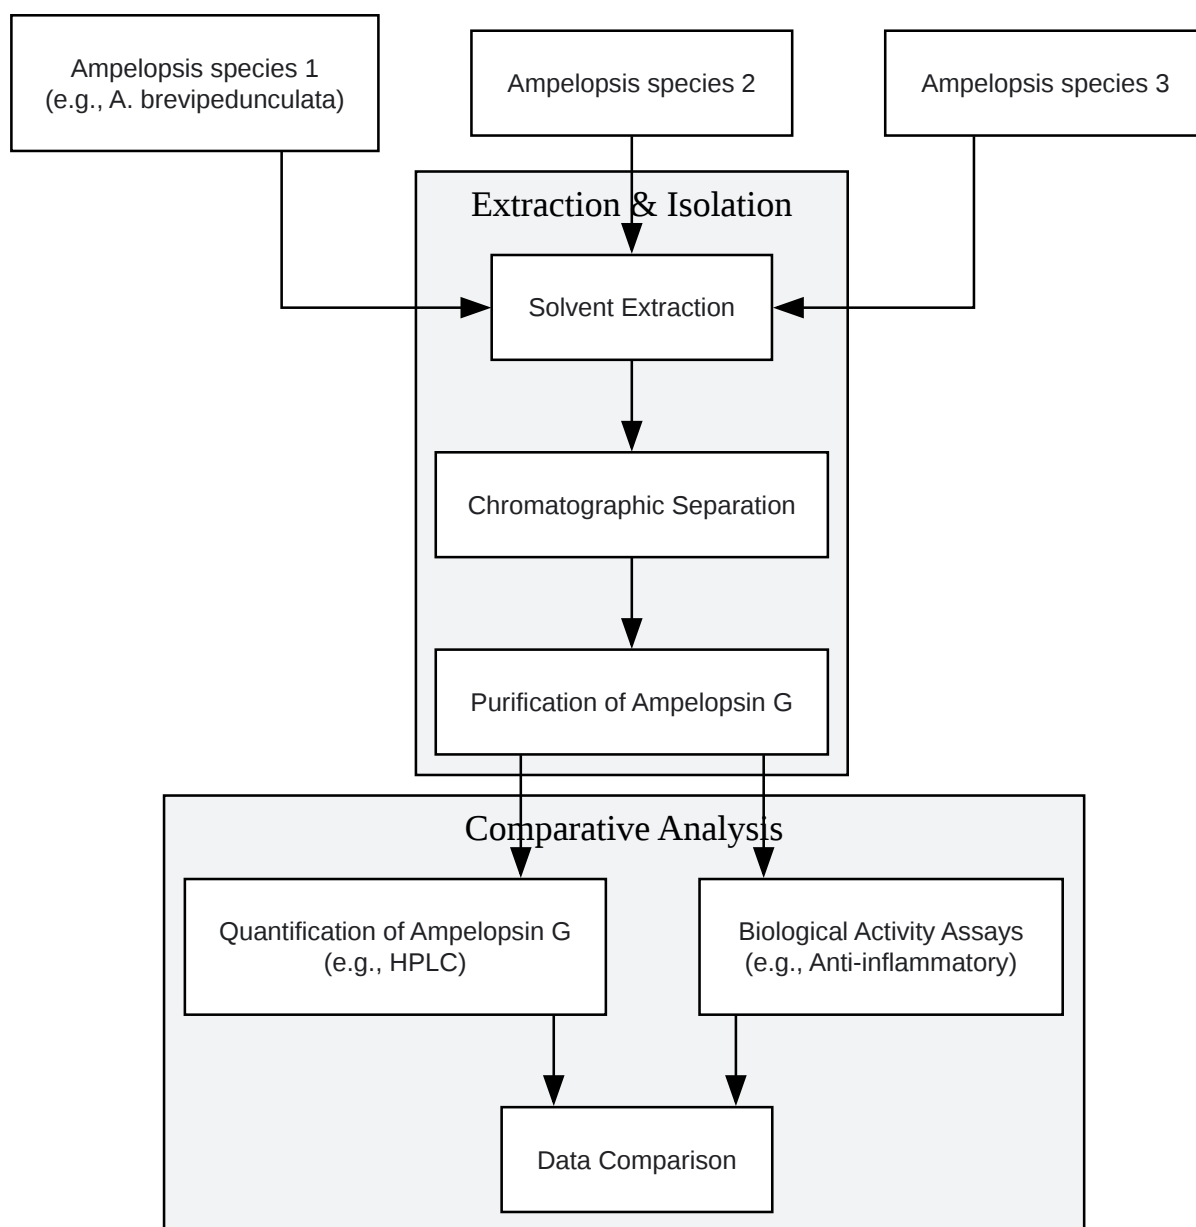 Ampelopsis species 1
(e.g., A. brevipedunculata)
Ampelopsis species 2
Ampelopsis species 3
Extraction & Isolation
Solvent Extraction
Chromatographic Separation
Purification of Ampelopsin G
Comparative Analysis
Quantification of Ampelopsin G
(e.g., HPLC)
Biological Activity Assays
(e.g., Anti-inflammatory)
Data Comparison